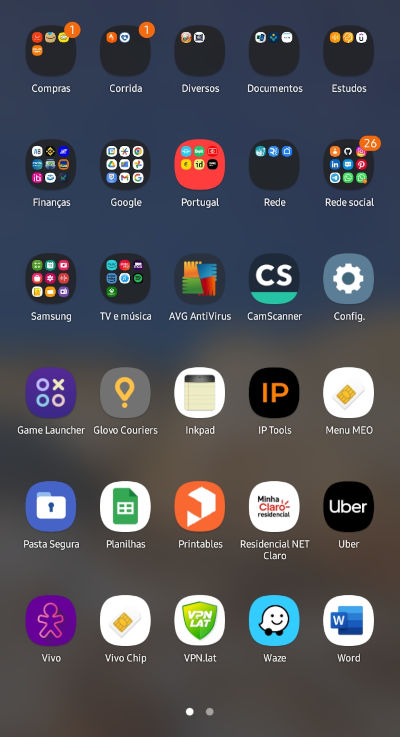 1
1
Compras
Corrida
Diversos
Documentos
Estudos
26
Finanças
Google
Portugal
Rede
Rede social
CS
Samsung
TV e música
AVG AntiVirus
CamScanner
Config.
IP
Game Launcher
Glovo Couriers
Inkpad
IP Tools
Menu MEO
Minha
Claro
residencial
Uber
Pasta Segura
Planilhas
Printables
Residencial NET
Claro
Uber
VPN
.LAT
W
Vivo
Vivo Chip
VPN.lat
Waze
Word